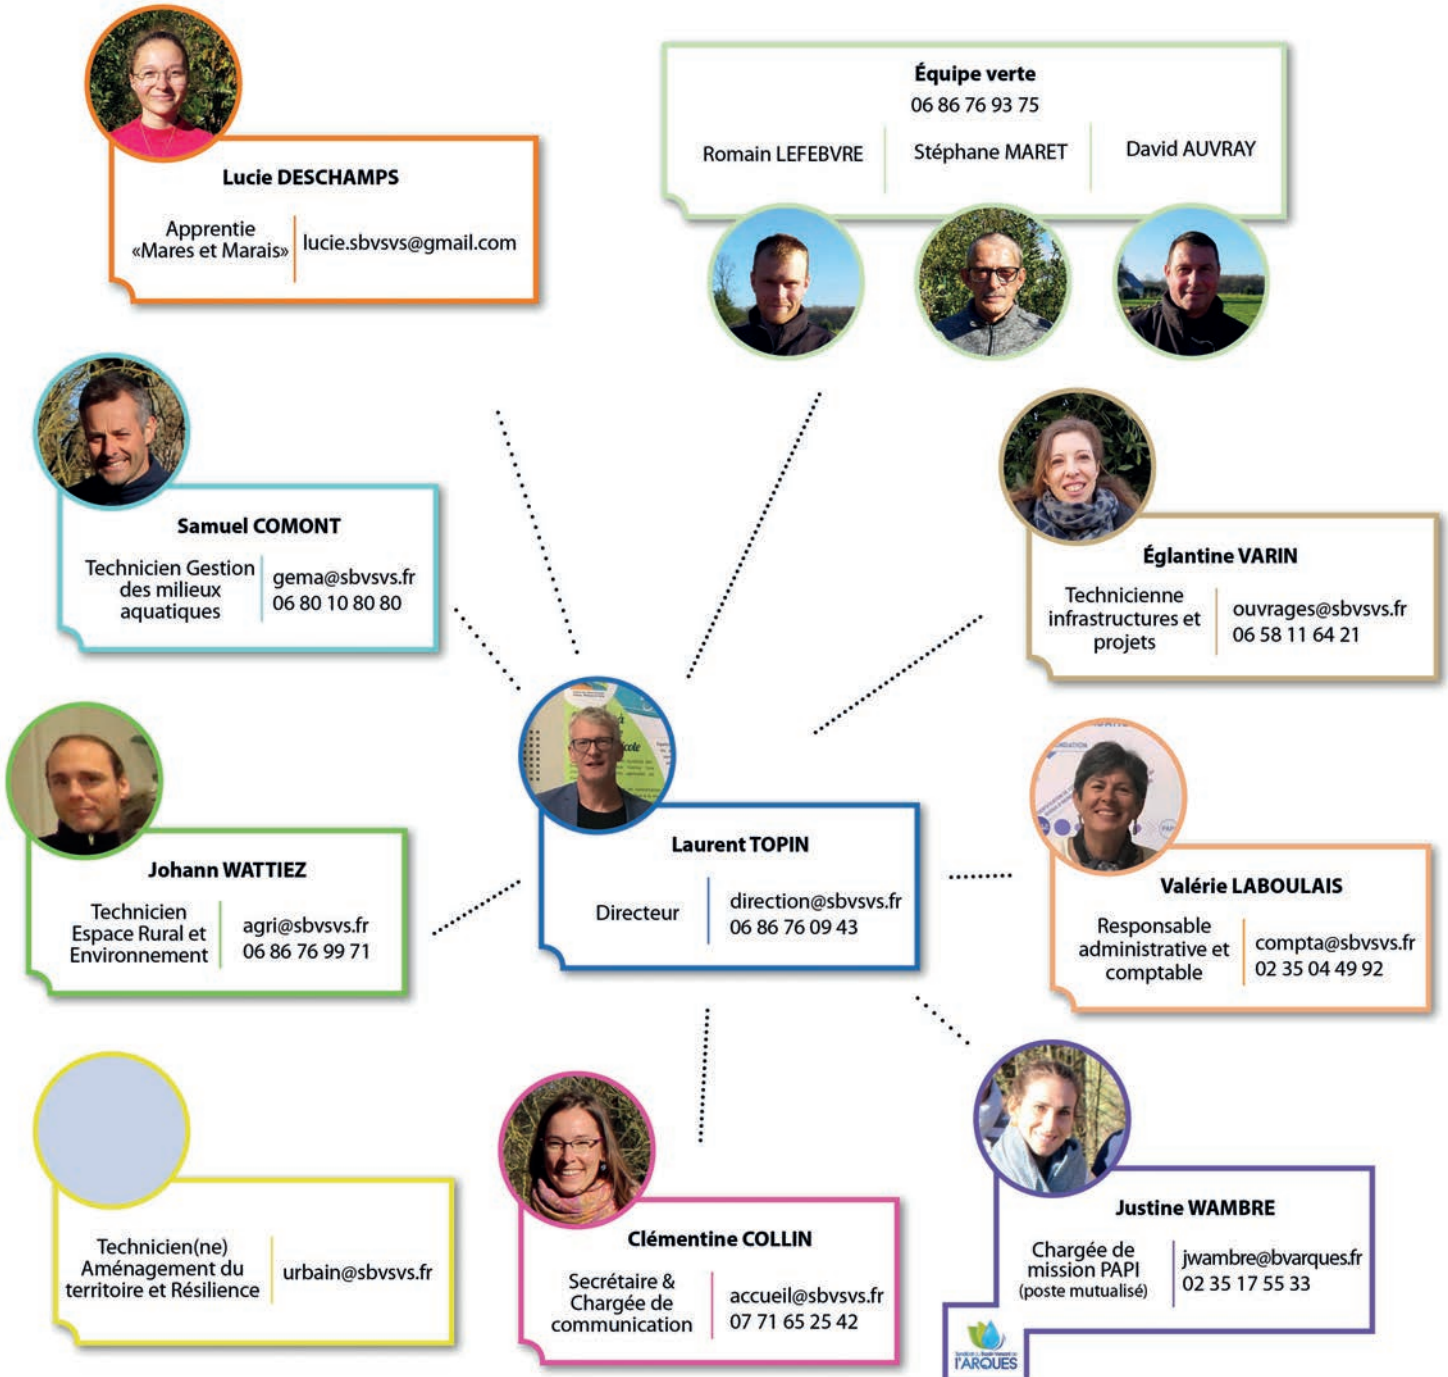 Équipe verte
06 86 76 93 75
Romain LEFEBVRE
Stéphane MARET
David AUVRAY
Lucie DESCHAMPS
Apprentie
«Mares et Marais»
lucie.sbvsvs@gmail.com
Samuel COMONT
Technicien Gestion
des milieux
aquatiques
gema@sbvsvs.fr
06 80 10 80 80
Églantine VARIN
Technicienne
infrastructures et
projets
ouvrages@sbvsvs.fr
06 58 11 64 21
Johann WATTIEZ
Technicien
Espace Rural et
Environnement
agri@sbvsvs.fr
06 86 76 99 71
Laurent TOPIN
Directeur
direction@sbvsvs.fr
06 86 76 09 43
Valérie LABOULAIS
Responsable
administrative et
comptable
compta@sbvsvs.fr
02 35 04 49 92
Technicien(ne)
Aménagement du
territoire et Résilience
urbain@sbvsvs.fr
Clémentine COLLIN
Secrétaire &
Chargée de
communication
accueil@sbvsvs.fr
07 71 65 25 42
Justine WAMBRE
Chargée de
mission PAPI
(poste mutualisé)
jwambre@bvarques.fr
02 35 17 55 33
l'ARQUES